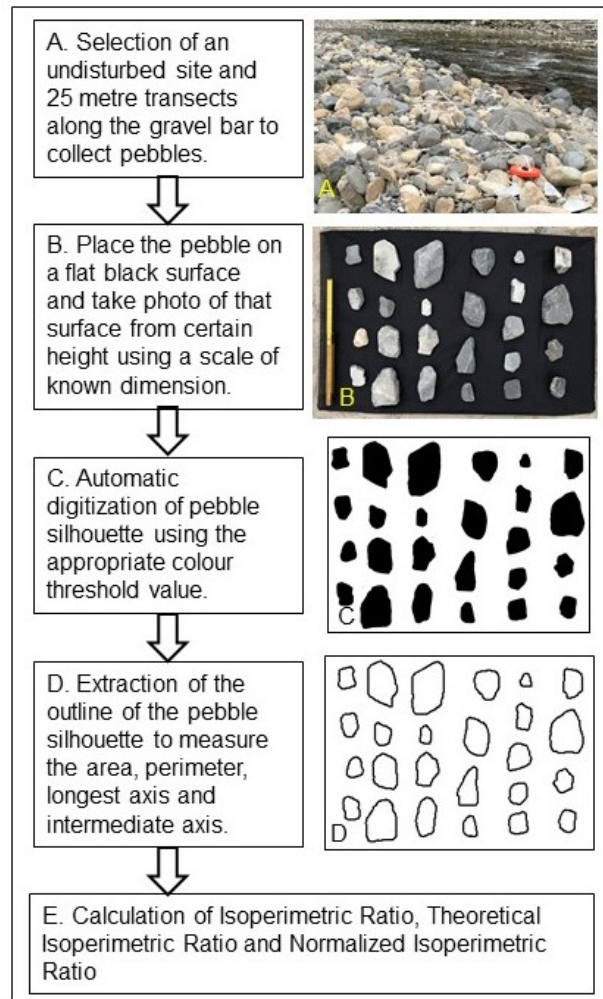 A. Selection of an
undisturbed site and
25 metre transects
along the gravel bar to
collect pebbles.
A
B. Place the pebble on
a flat black surface
and take photo of that
surface from certain
height using a scale of
known dimension.
B
C. Automatic
digitization of pebble
silhouette using the
appropriate colour
threshold value.
C
D. Extraction of the
outline of the pebble
silhouette to measure
the area, perimeter,
longest axis and
intermediate axis.
D
E. Calculation of Isoperimetric Ratio, Theoretical
Isoperimetric Ratio and Normalized Isoperimetric
Ratio